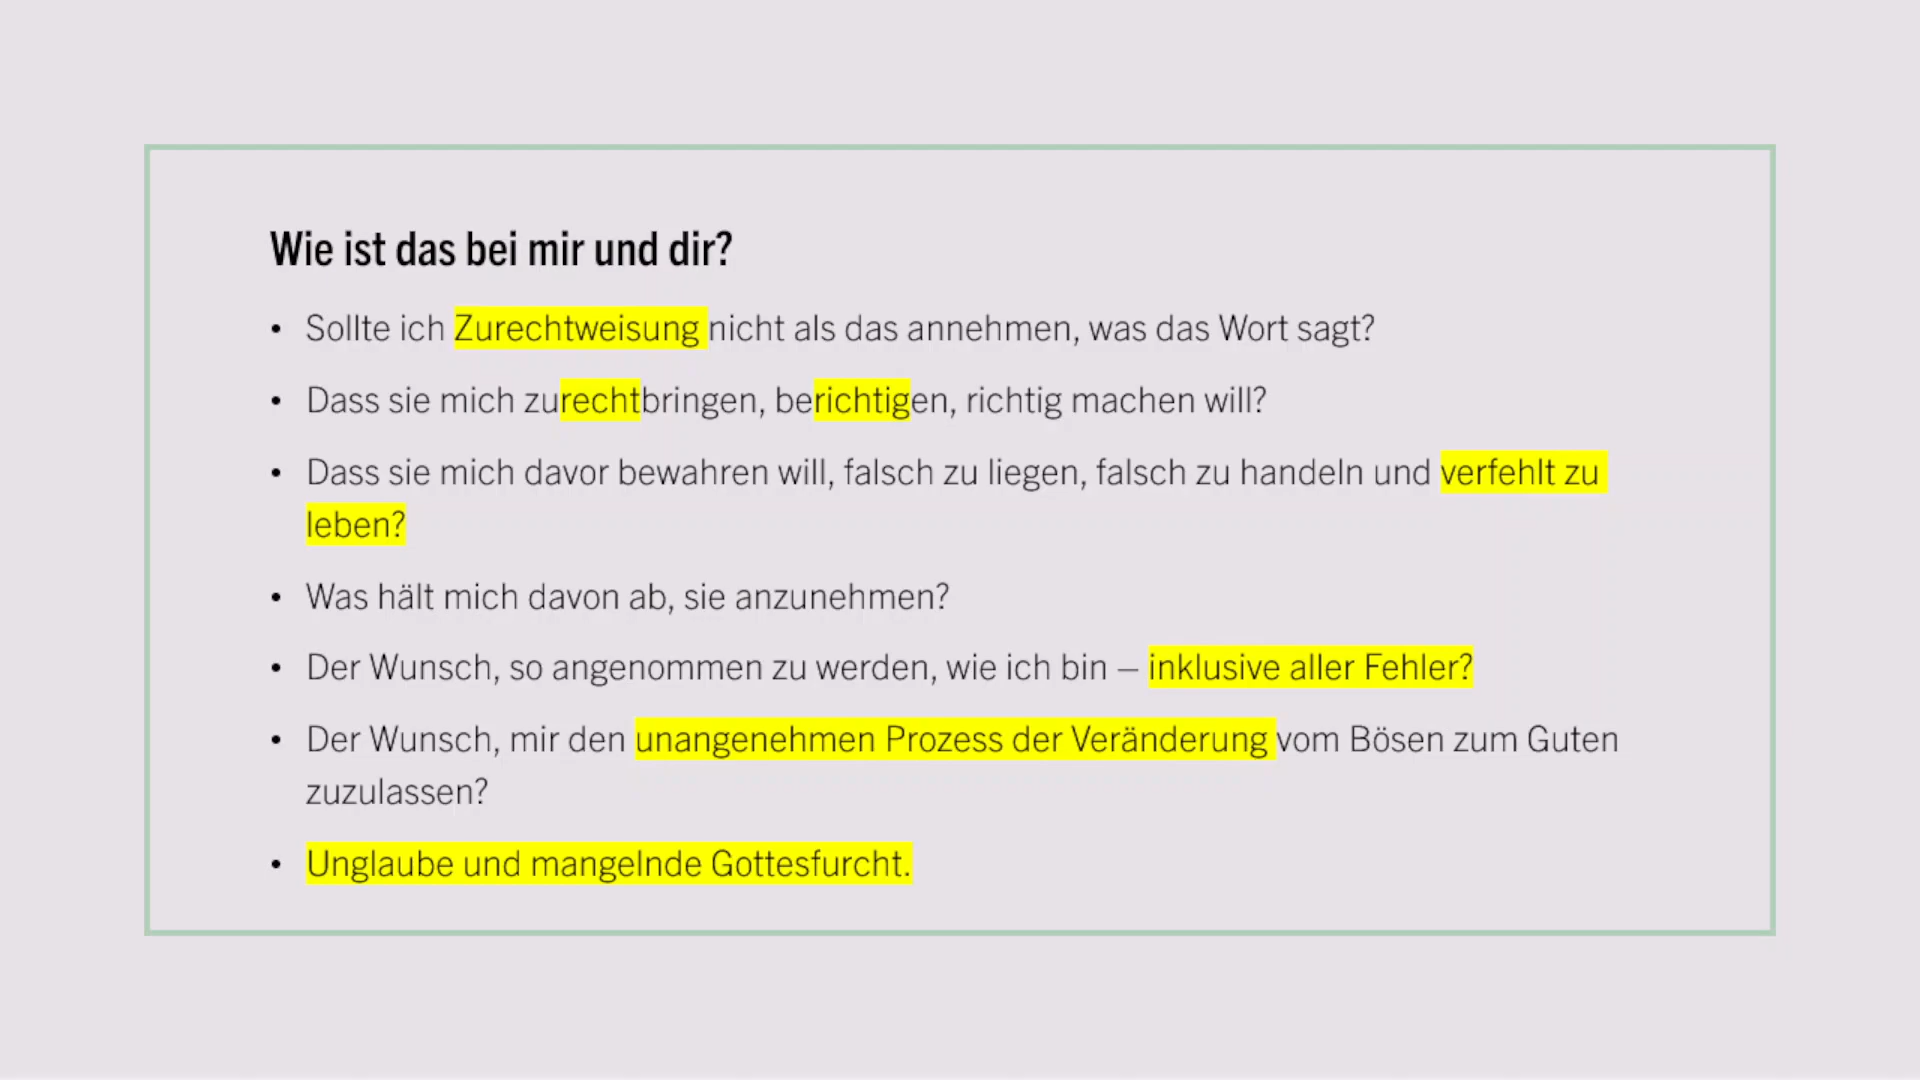 Wie ist das bei mir und dir?
• Sollte ich Zurechtweisung nicht als das annehmen, was das Wort sagt?
• Dass sie mich zurechtbringen, berichtigen, richtig machen will?
• Dass sie mich davor bewahren will, falsch zu liegen, falsch zu handeln und verfehlt zu
leben?
• Was hält mich davon ab, sie anzunehmen?
• Der Wunsch, so angenommen zu werden, wie ich bin – inklusive aller Fehler?
• Der Wunsch, mir den unangenehmen Prozess der Veränderung vom Bösen zum Guten
zuzulassen?
• Unglaube und mangelnde Gottesfurcht.